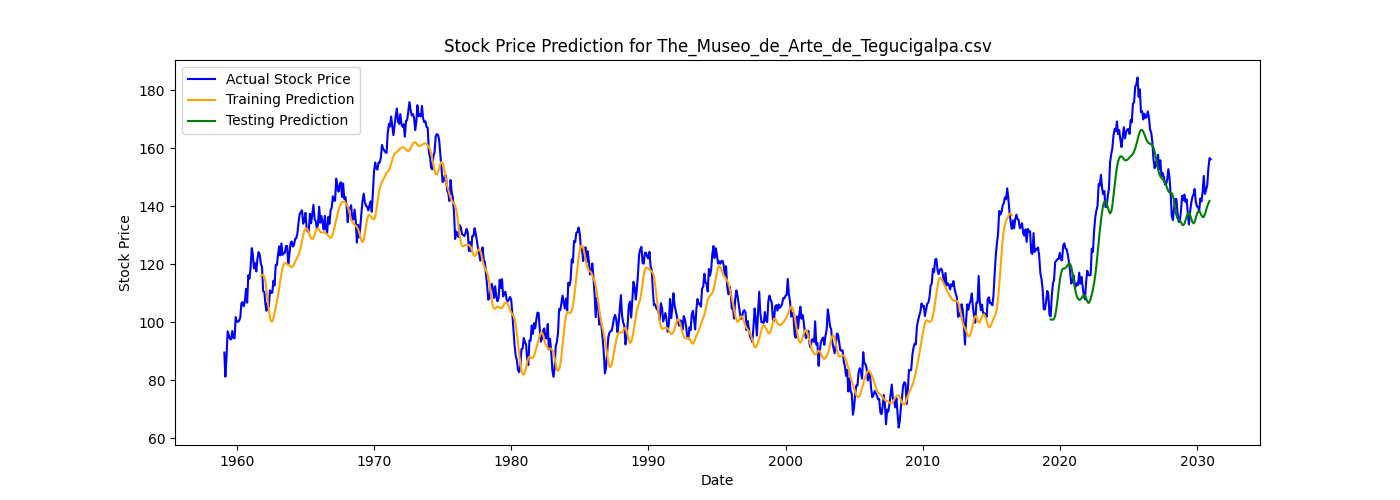 Stock Price Prediction for The_Museo_de_Arte_de_Tegucigalpa.csv
Actual Stock Price
Training Prediction
Testing Prediction
Stock Price
180
160
140
120
100
80
60
1960 1970 1980 1990 2000 2010 2020 2030
Date